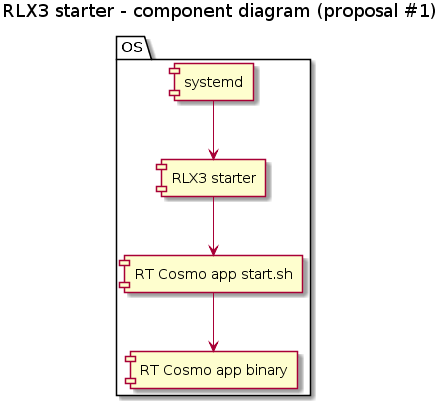 RLX3 starter - component diagram (proposal #1)
OS
systemd
RLX3 starter
RT Cosmo app start.sh
RT Cosmo app binary